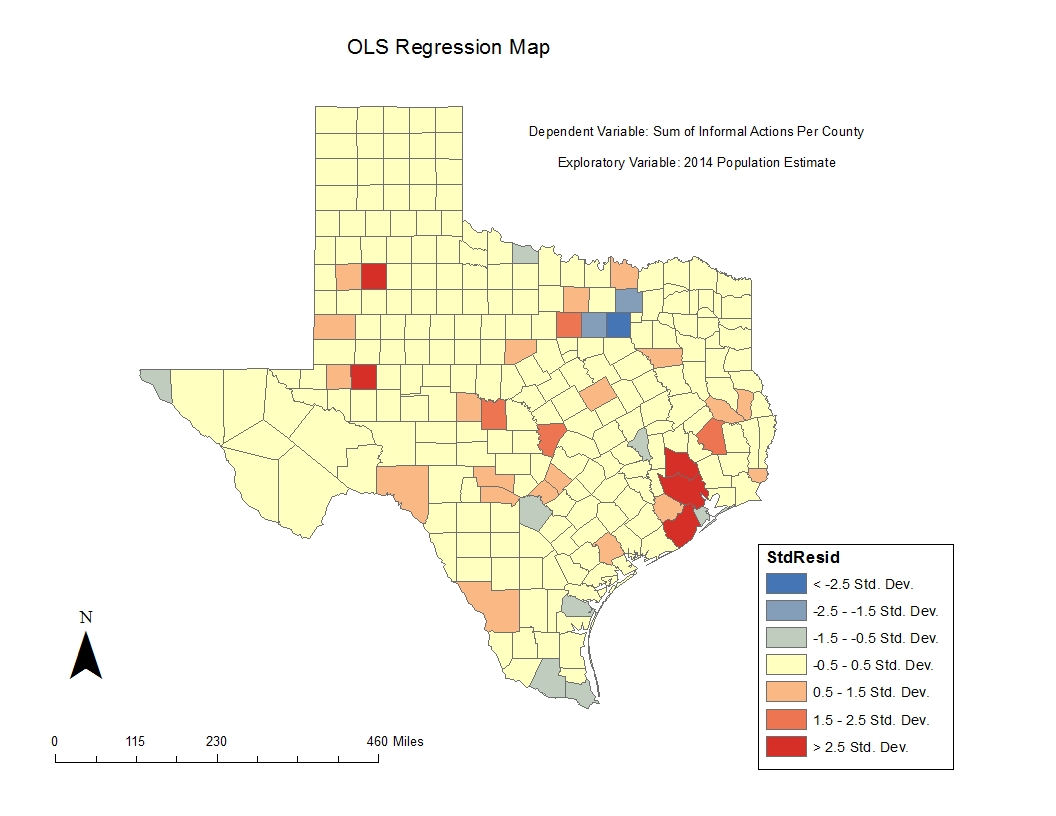 OLS Regression Map
Dependent Variable: Sum of Informal Actions Per County
Exploratory Variable: 2014 Population Estimate
StdResid
< -2.5 Std. Dev.
-2.5 - -1.5 Std. Dev.
-1.5 - -0.5 Std. Dev.
-0.5 - 0.5 Std. Dev.
0.5 - 1.5 Std. Dev.
1.5 - 2.5 Std. Dev.
> 2.5 Std. Dev.
N
0 115 230 460 Miles